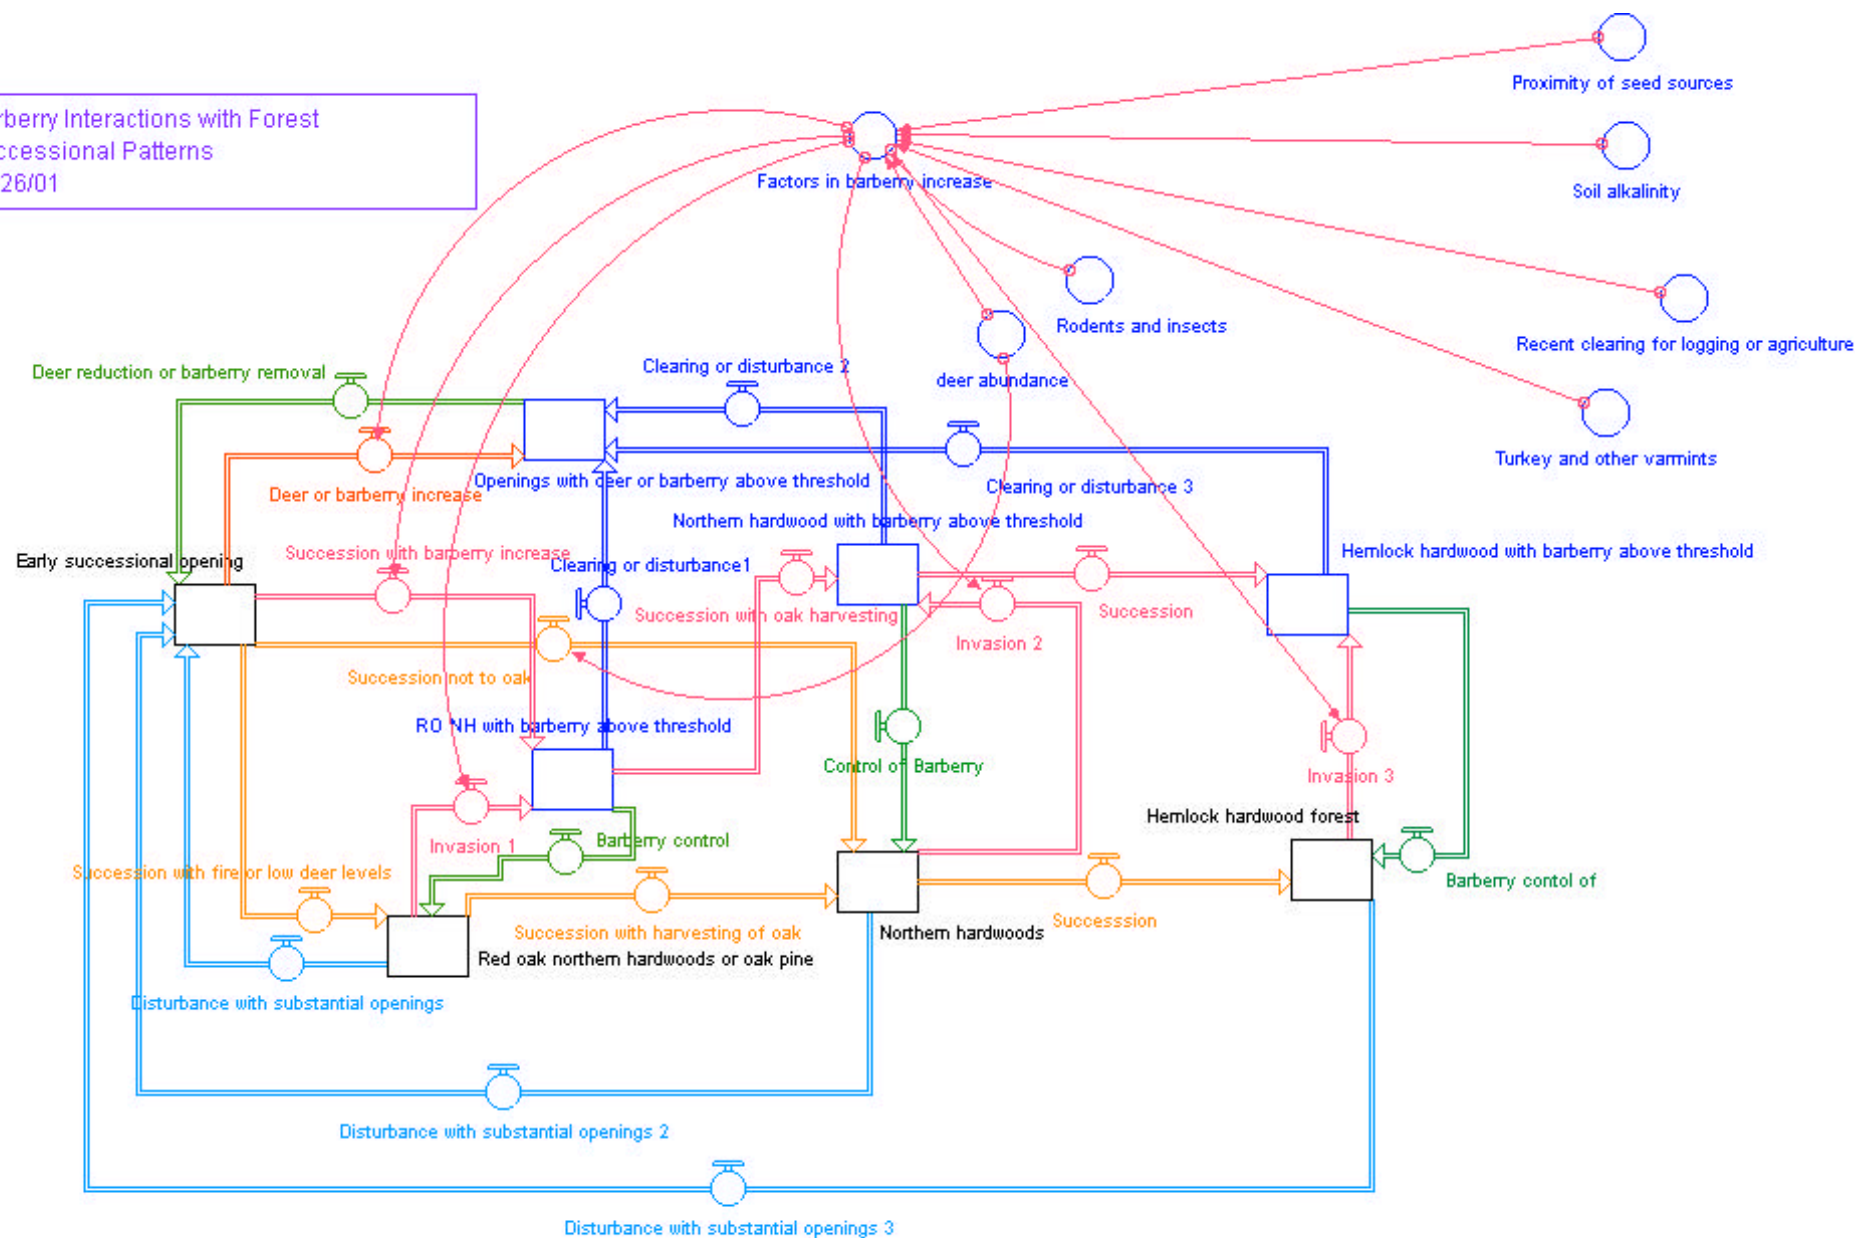 Proximity of seed sources
rberry Interactions with Forest
ccessional Patterns
26/01
Factors in barberry increase
Soil alkalinity
Rodents and insects
Recent clearing for logging or agriculture
Deer reduction or barberry removal
Clearing or disturbance 2
deer abundance
Turkey and other varmints
Deer or barberry increase
Openings with deer or barberry above threshold
Clearing or disturbance 3
Northern hardwood with barberry above threshold
Early successional opening
Succession with barberry increase
Clearing or disturbance1
Hemlock hardwood with barberry above threshold
Succession with oak harvesting
Succession
Invasion 2
Succession not to oak
RO NH with barberry above threshold
Control of Barberry
Invasion 3
Hemlock hardwood forest
Invasion 1
Barberry control
Succession with fire or low deer levels
Barberry contol of
Succession with harvesting of oak
Northern hardwoods
Successsion
Red oak northern hardwoods or oak pine
Disturbance with substantial openings
Disturbance with substantial openings 2
Disturbance with substantial openings 3